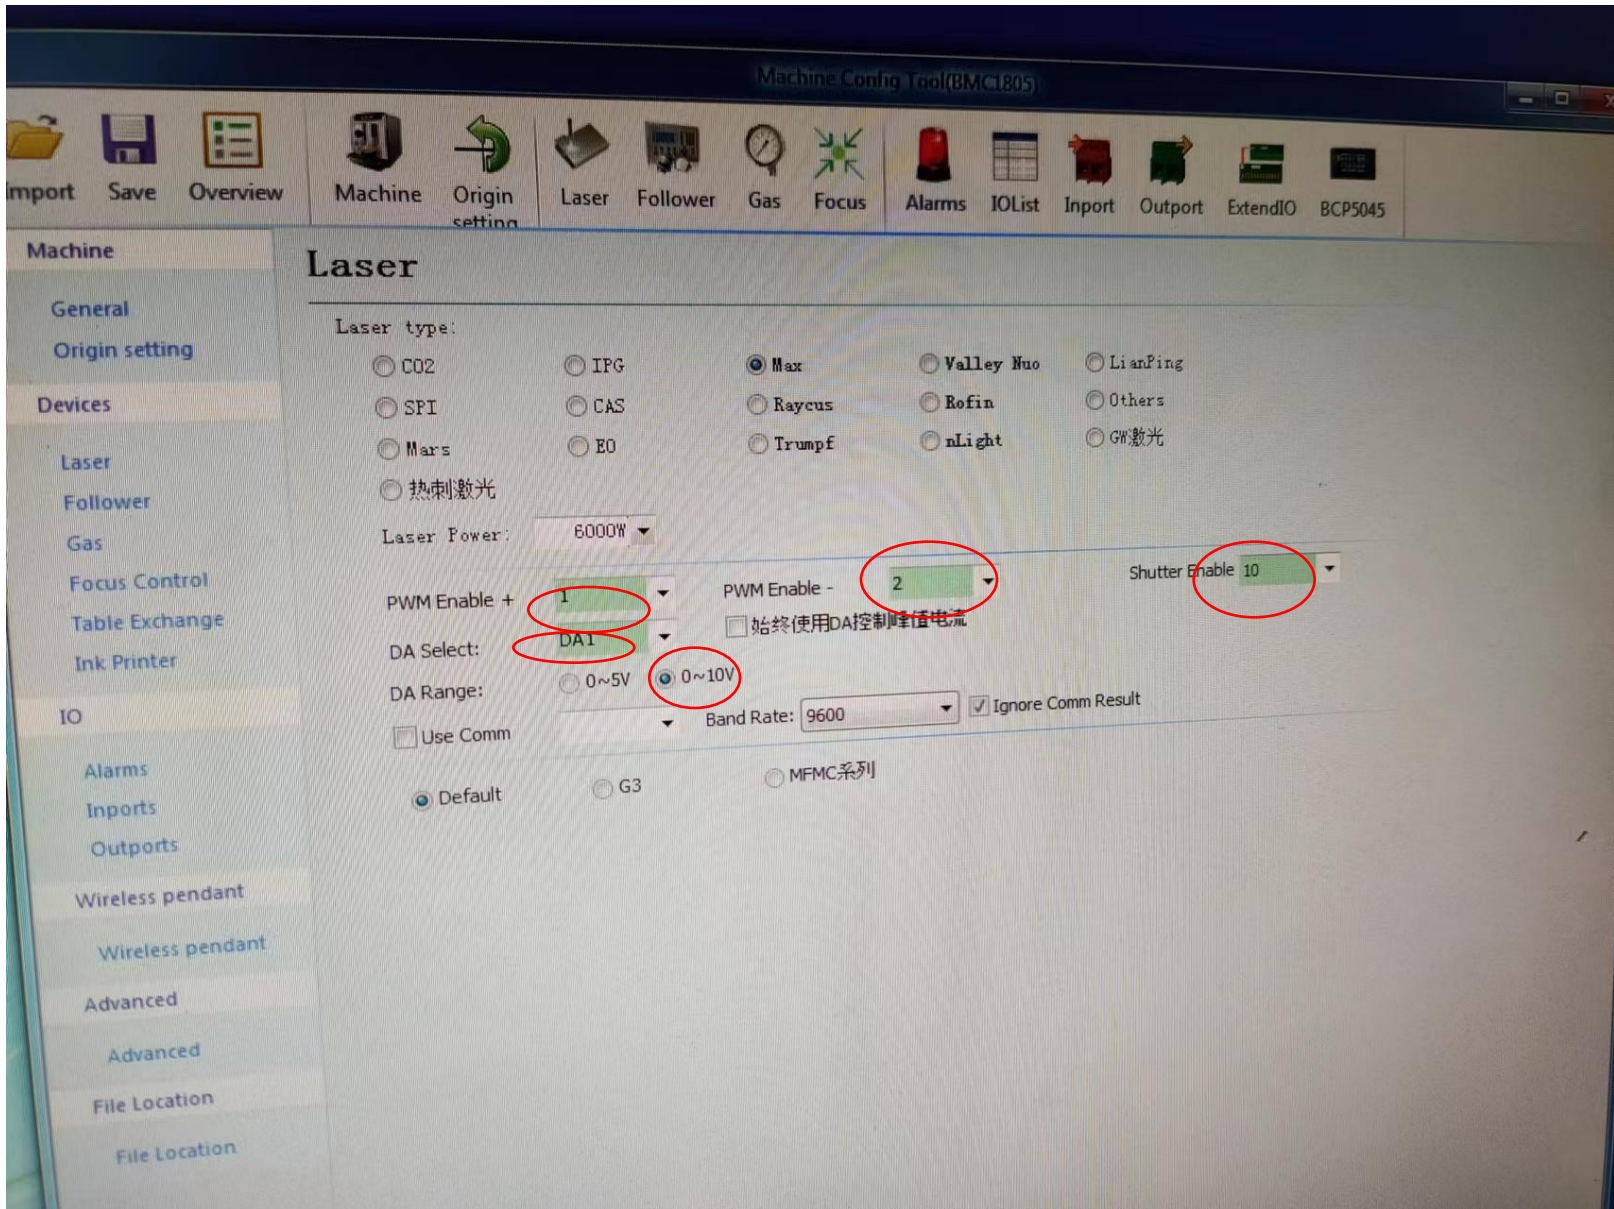 Machine Config Tool(BMC1805)
Import Save Overview Machine Origin setting Laser Follower Gas Focus Alarms IOList Inport Outport ExtendIO BCP5045
Machine
General
Origin setting
Devices
Laser
Follower
Gas
Focus Control
Table Exchange
Ink Printer
IO
Alarms
Inports
Outports
Wireless pendant
Wireless pendant
Advanced
Advanced
File Location
File Location
Laser
Laser type:
CO2 IPG Max Valley Nuo LianPing
SPI CAS Raycus Rofin Others
Mars EO Trumpf nLight GW激光
热刺激光
Laser Power: 6000W
PWM Enable + 1 PWM Enable - 2 Shutter Enable 10
DA Select: DA1 始终使用DA控制峰值电流
DA Range: 0~5V 0~10V
Use Comm Band Rate: 9600 Ignore Comm Result
Default G3 MFMC系列